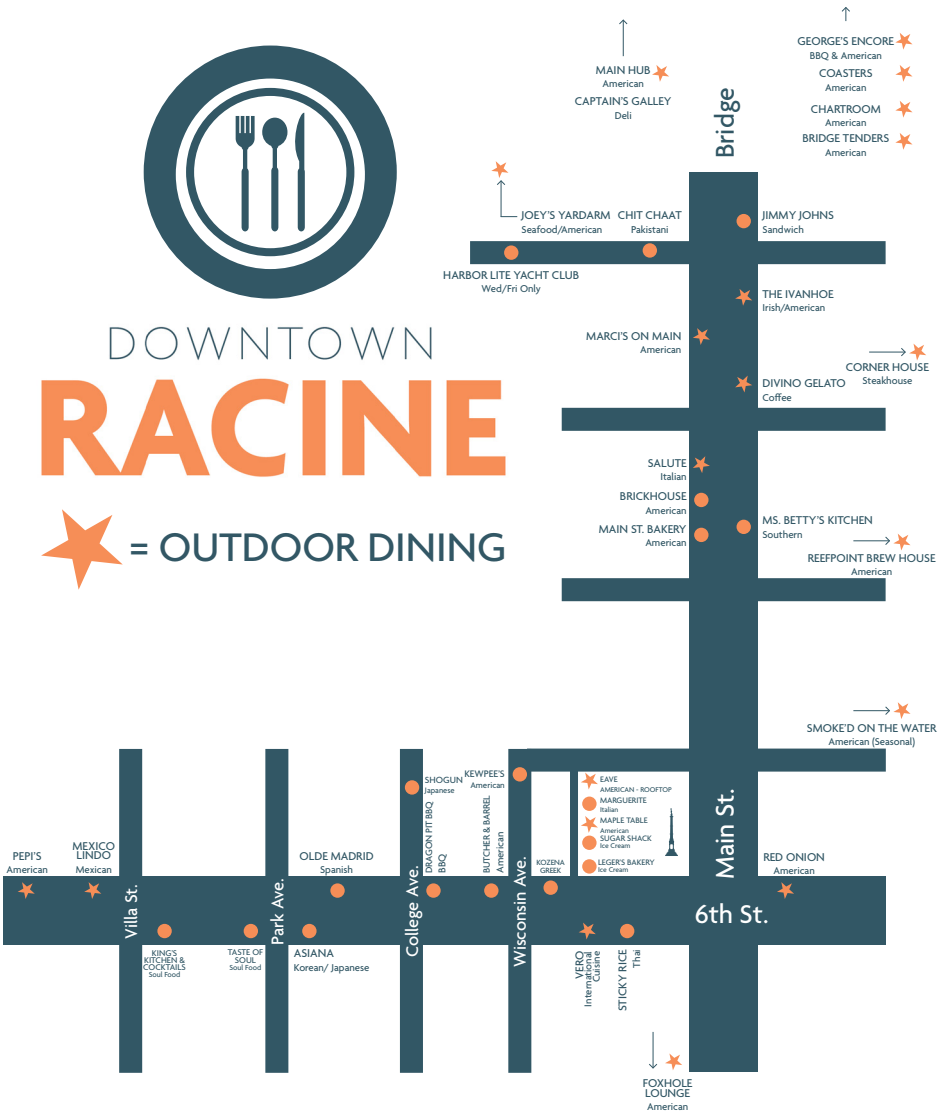 GEORGE'S ENCORE
BBQ & American
COASTERS
American
CHARTROOM
American
BRIDGE TENDERS
American
MAIN HUB
American
CAPTAIN'S GALLEY
Deli
Bridge
JOEY'S YARDARM
Seafood/American
CHIT CHAAT
Pakistani
JIMMY JOHNS
Sandwich
HARBOR LITE YACHT CLUB
Wed/Fri Only
THE IVANHOE
Irish/American
MARCI'S ON MAIN
American
CORNER HOUSE
Steakhouse
DIVINO GELATO
Coffee
DOWNTOWN
RACINE
= OUTDOOR DINING
SALUTE
Italian
BRICKHOUSE
American
MAIN ST. BAKERY
American
MS. BETTY'S KITCHEN
Southern
REEFPOINT BREW HOUSE
American
SMOKE'D ON THE WATER
American (Seasonal)
Main St.
6th St.
RED ONION
American
EAVE
AMERICAN - ROOFTOP
MARGUERITE
Italian
MAPLE TABLE
American
SUGAR SHACK
Ice Cream
LEGER'S BAKERY
Ice Cream
KEWPEE'S
American
SHOGUN
Japanese
DRAGON PIT BBQ
BBQ
BUTCHER & BARREL
American
KOZENA
GREEK
PEPI'S
American
MEXICO
LINDO
Mexican
OLDE MADRID
Spanish
Villa St.
Park Ave.
College Ave.
Wisconsin Ave.
KING'S
KITCHEN &
COCKTAILS
Soul Food
TASTE OF
SOUL
Soul Food
ASIANA
Korean/ Japanese
VERO
International
Cuisine
STICKY RICE
Thai
FOXHOLE
LOUNGE
American